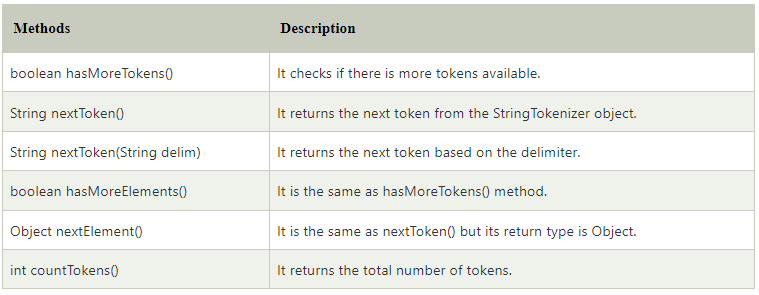 Methods Description
boolean hasMoreTokens() It checks if there is more tokens available.
String nextToken() It returns the next token from the StringTokenizer object.
String nextToken(String delim) It returns the next token based on the delimiter.
boolean hasMoreElements() It is the same as hasMoreTokens() method.
Object nextElement() It is the same as nextToken() but its return type is Object.
int countTokens() It returns the total number of tokens.